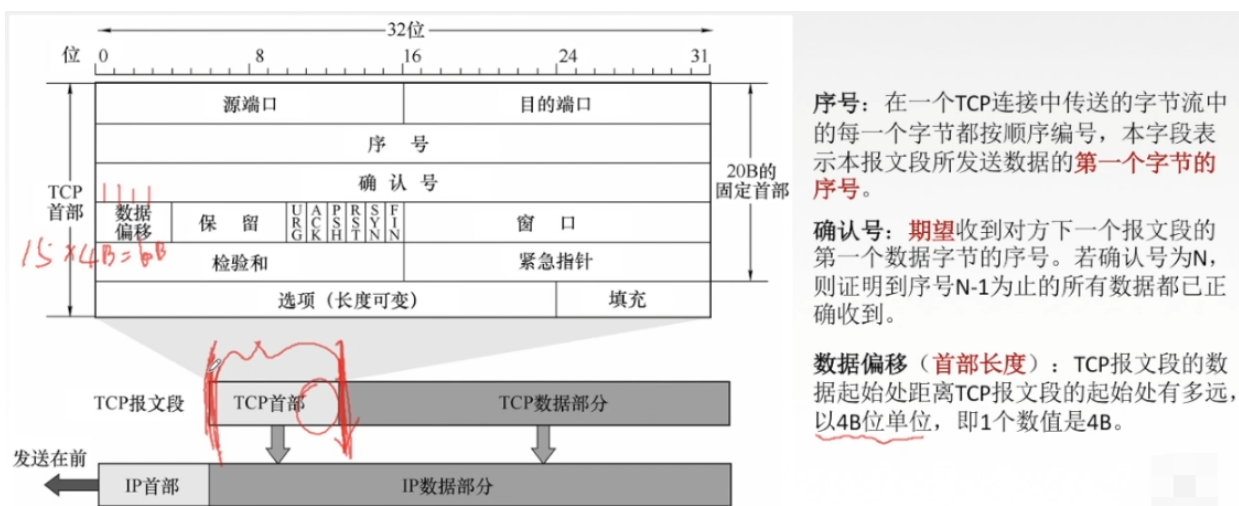 32位
位 0 8 16 24 31
源端口 目的端口
序 号
确 认 号
TCP
首部
20B的
固定首部
1 1 1 1
数据
偏移
保 留
URG
ACK
PSH
RST
SYN
FIN
窗 口
检验和 紧急指针
选项（长度可变） 填充
TCP报文段 TCP首部 TCP数据部分
发送在前
IP首部 IP数据部分
序号：在一个TCP连接中传送的字节流中
的每一个字节都按顺序编号，本字段表
示本报文段所发送数据的第一个字节的
序号。
确认号：期望收到对方下一个报文段的
第一个数据字节的序号。若确认号为N，
则证明到序号N-1为止的所有数据都已正
确收到。
数据偏移（首部长度）：TCP报文段的数
据起始处距离TCP报文段的起始处有多远，
以4B位单位，即1个数值是4B。